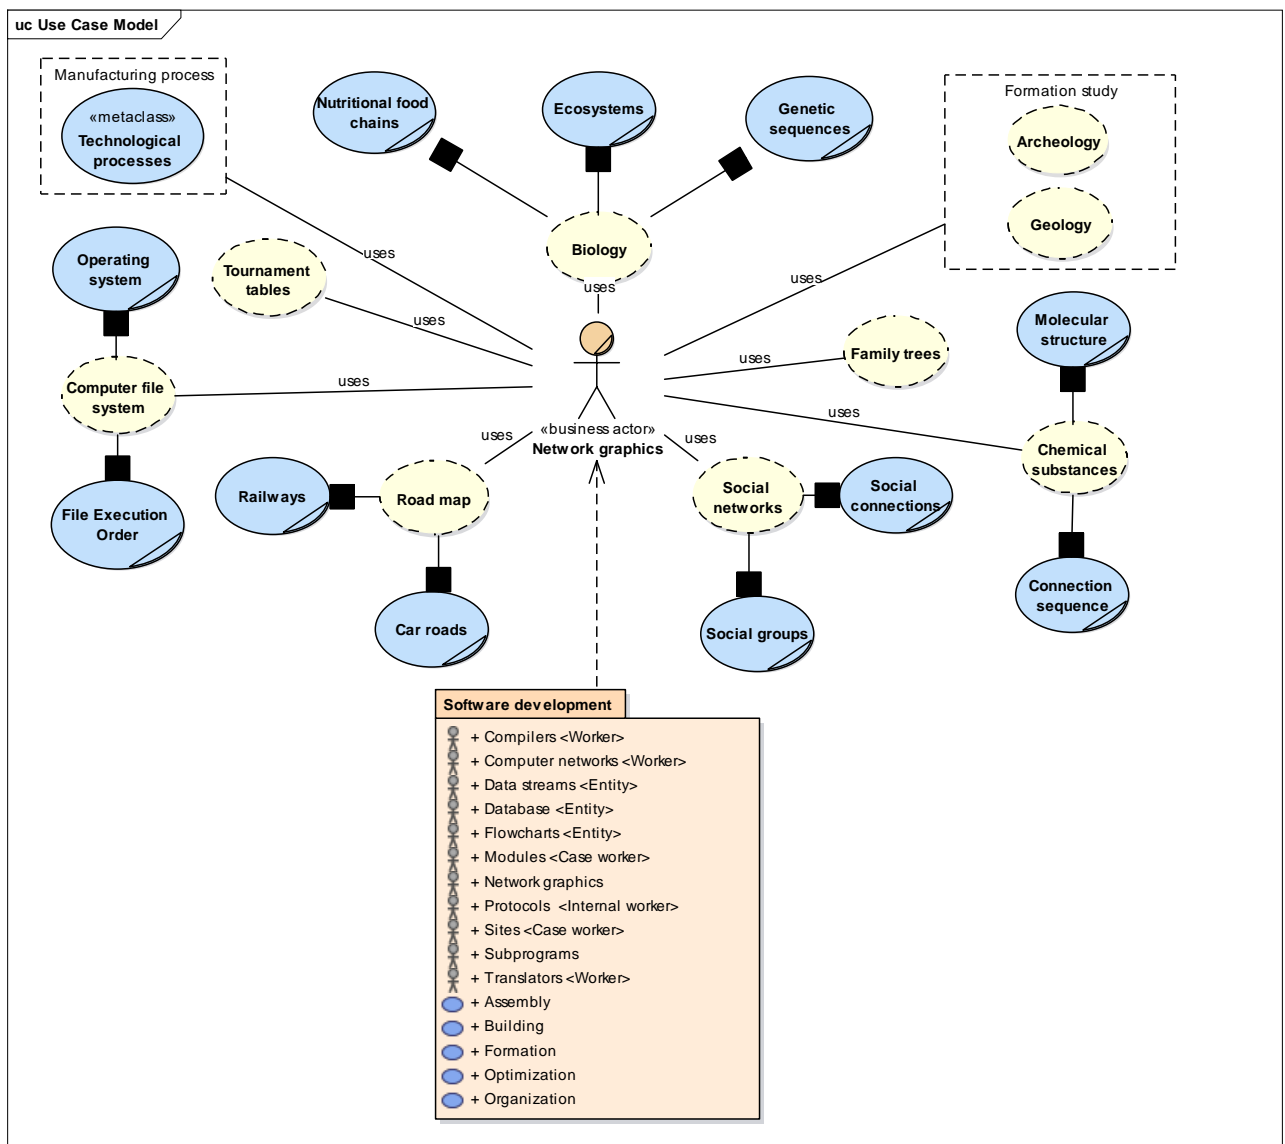 uc Use Case Model
Manufacturing process
«metaclass»
Technological
processes
Nutritional food
chains
Ecosystems
Genetic
sequences
Formation study
Archeology
Geology
Biology
uses
uses
uses
Operating
system
Tournament
tables
uses
Molecular
structure
Family trees
uses
Computer file
system
uses
uses
Chemical
substances
«business actor»
Network graphics
uses
uses
Railways
Road map
Social
networks
Social
connections
File Execution
Order
Car roads
Social groups
Connection
sequence
Software development
+ Compilers <Worker>
+ Computer networks <Worker>
+ Data streams <Entity>
+ Database <Entity>
+ Flowcharts <Entity>
+ Modules <Case worker>
+ Network graphics
+ Protocols <Internal worker>
+ Sites <Case worker>
+ Subprograms
+ Translators <Worker>
+ Assembly
+ Building
+ Formation
+ Optimization
+ Organization